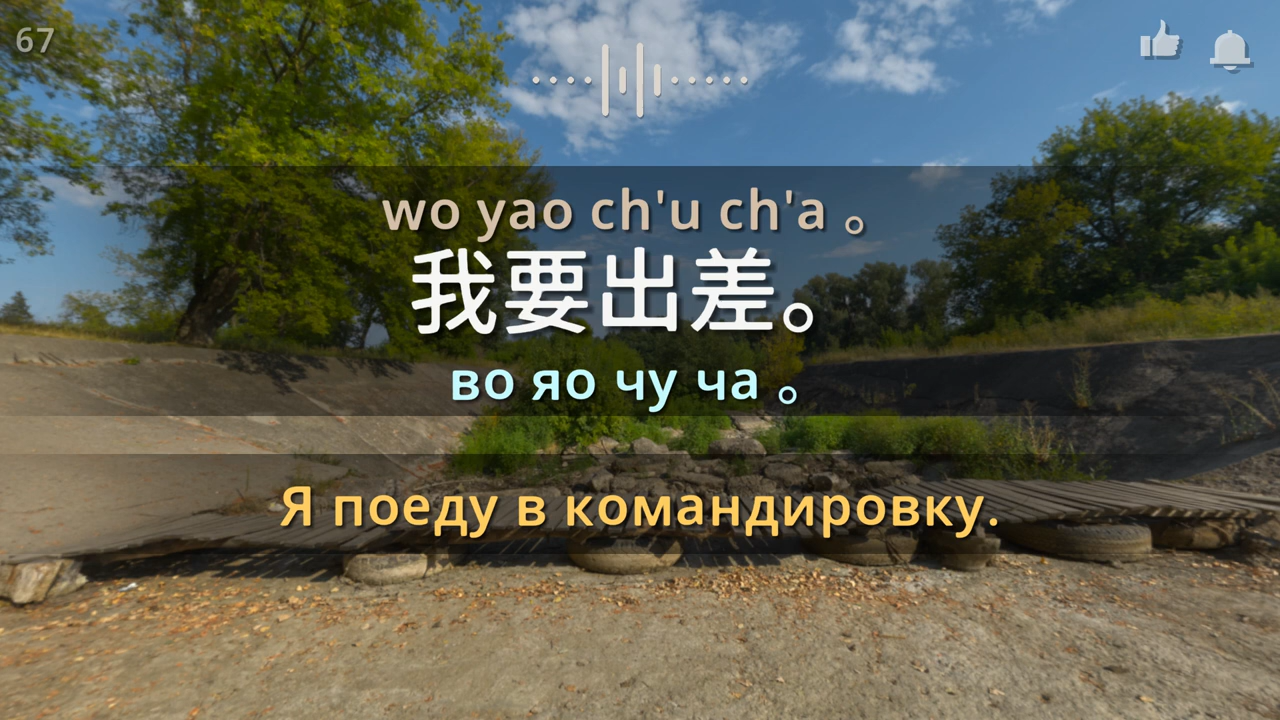 67
wo yao ch'u ch'a 。
我要出差。
во яо чу ча 。
Я поеду в командировку.